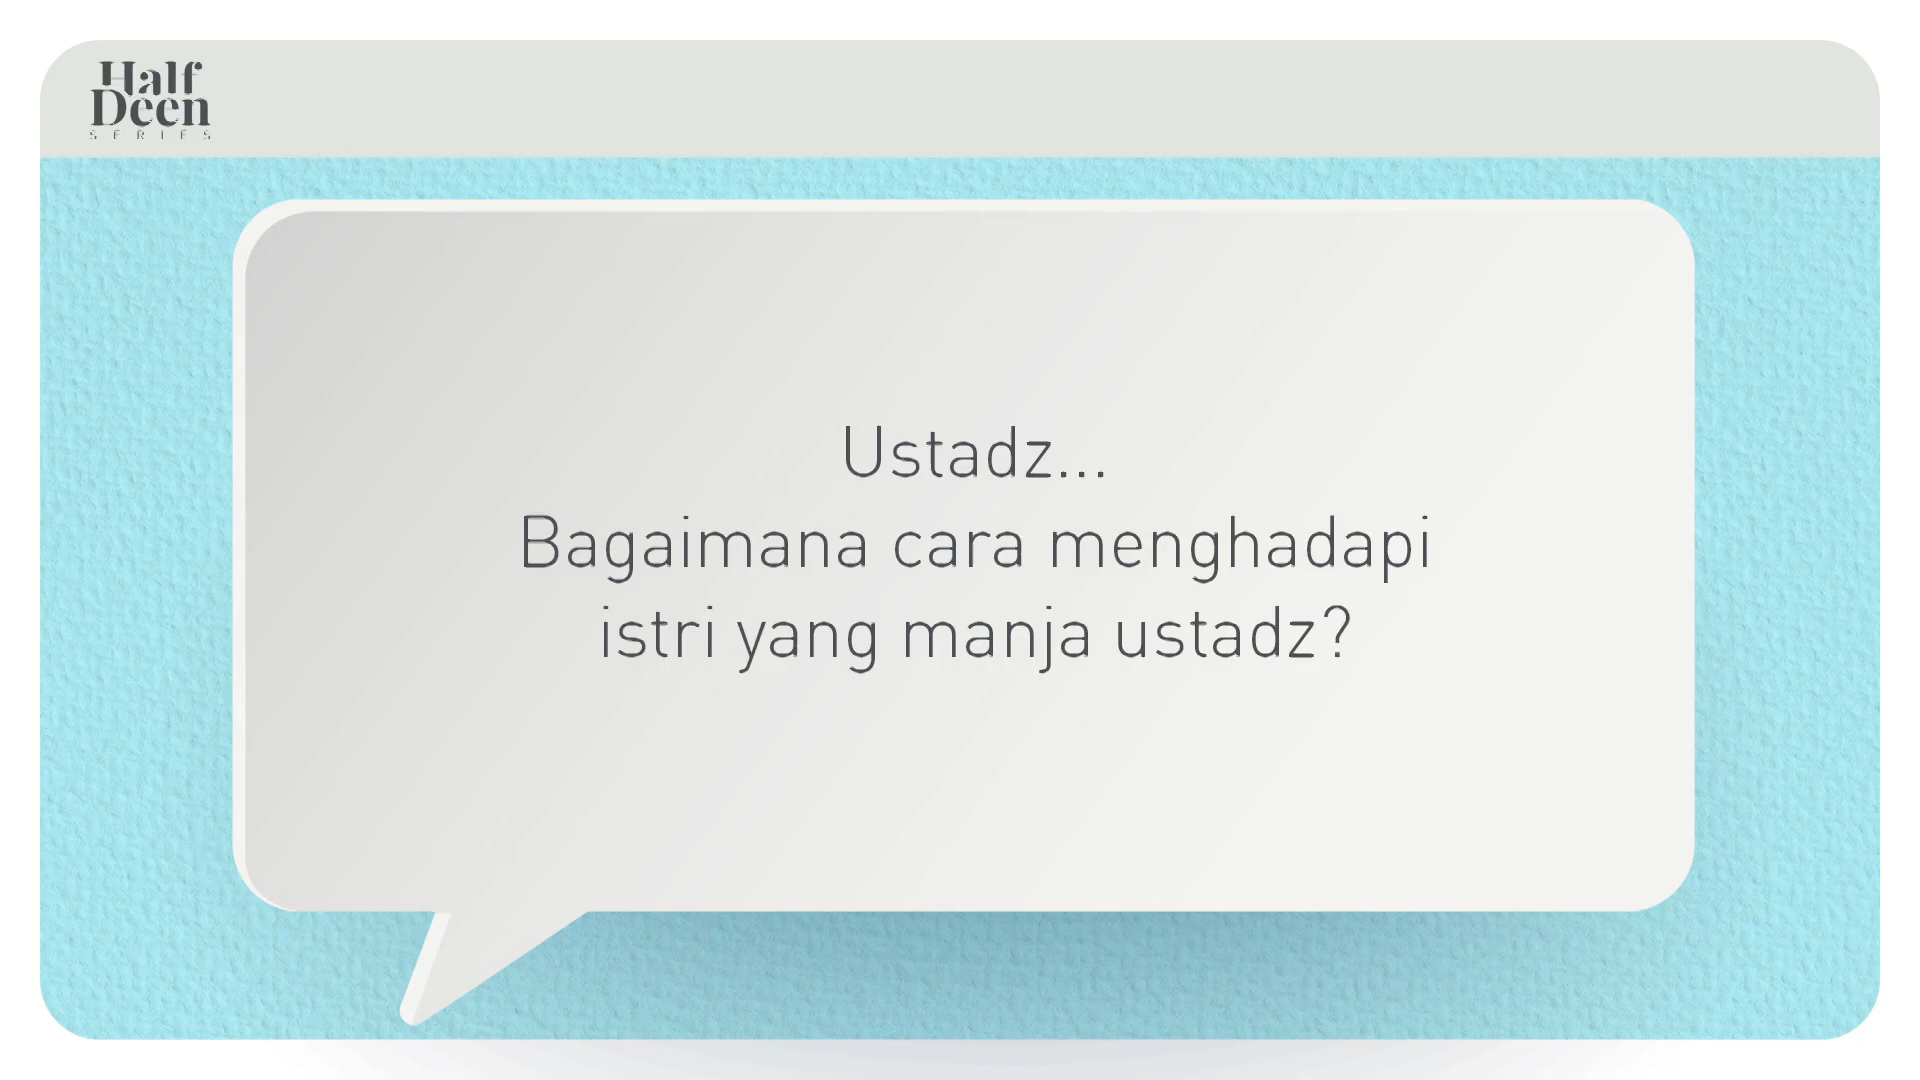 Half
Deen
SERIES
Ustadz...
Bagaimana cara menghadapi
istri yang manja ustadz?